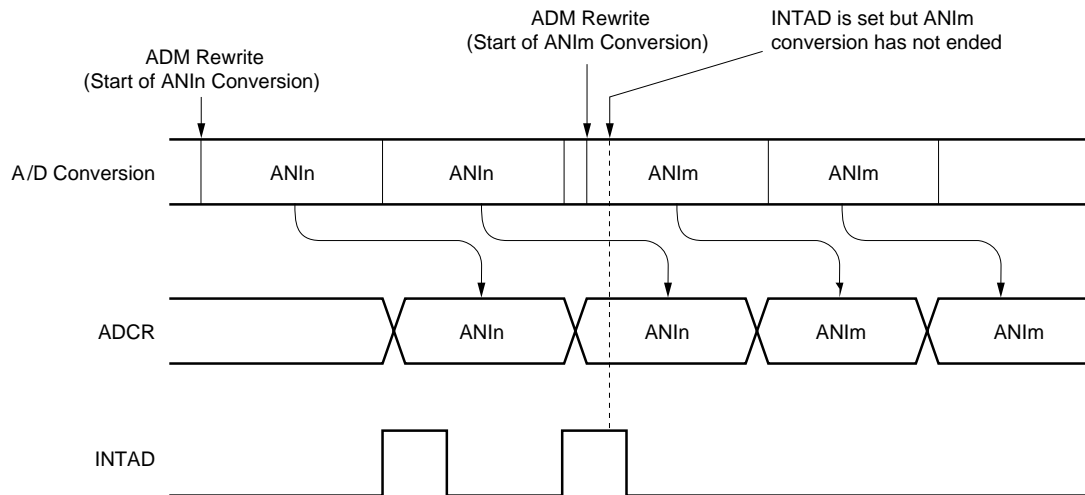 ADM Rewrite
(Start of ANIn Conversion)
ADM Rewrite
(Start of ANIm Conversion)
INTAD is set but ANIm
conversion has not ended
A/D Conversion
ANIn
ANIn
ANIm
ANIm
ADCR
ANIn
ANIn
ANIm
ANIm
INTAD